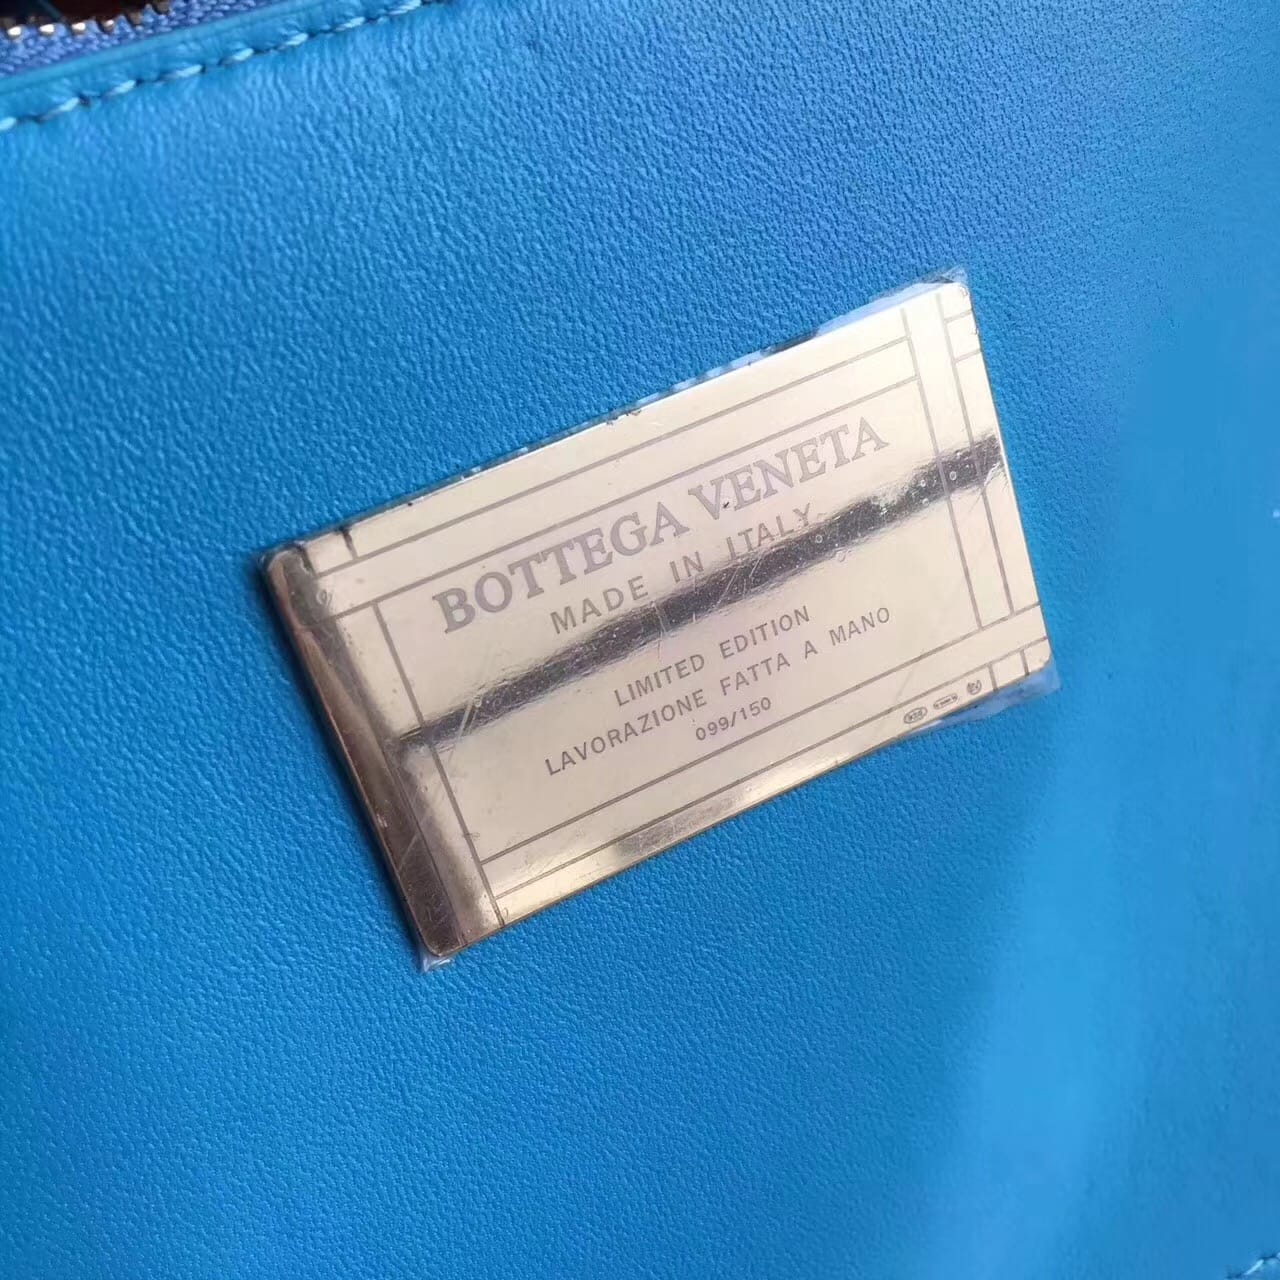 BOTTEGA VENETA
MADE IN ITALY
LIMITED EDITION
LAVORAZIONE FATTA A MANO
099/150